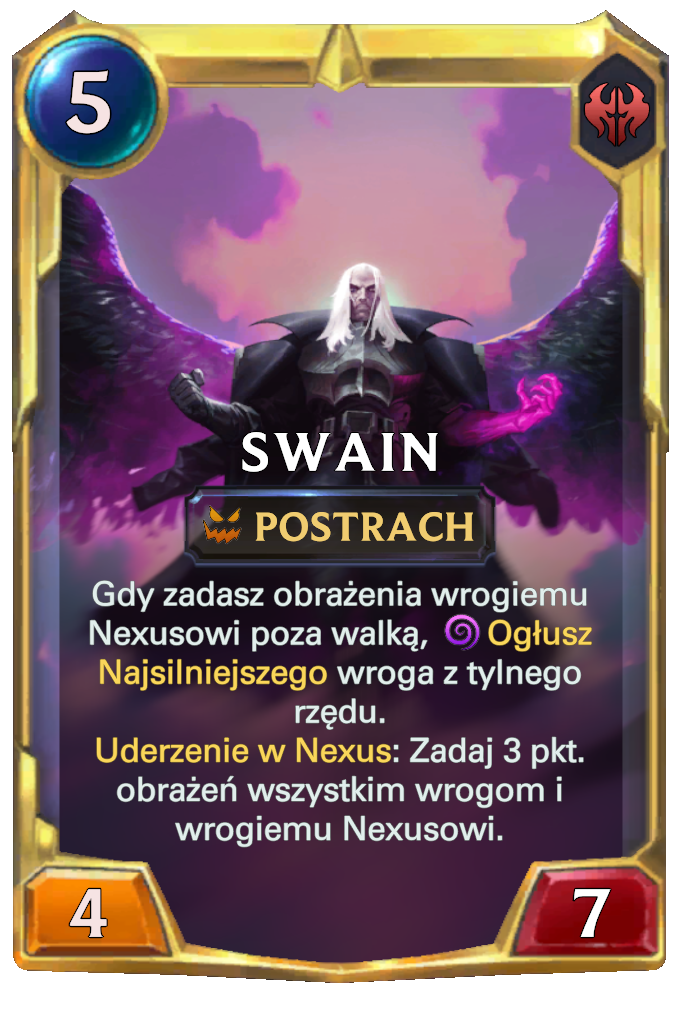 5
SWAIN
POSTRACH
Gdy zadasz obrażenia wrogiemu
Nexusowi poza walką, Ogłusz
Najsilniejszego wroga z tylnego
rzędu.
Uderzenie w Nexus: Zadaj 3 pkt.
obrażeń wszystkim wrogom i
wrogiemu Nexusowi.
4
7